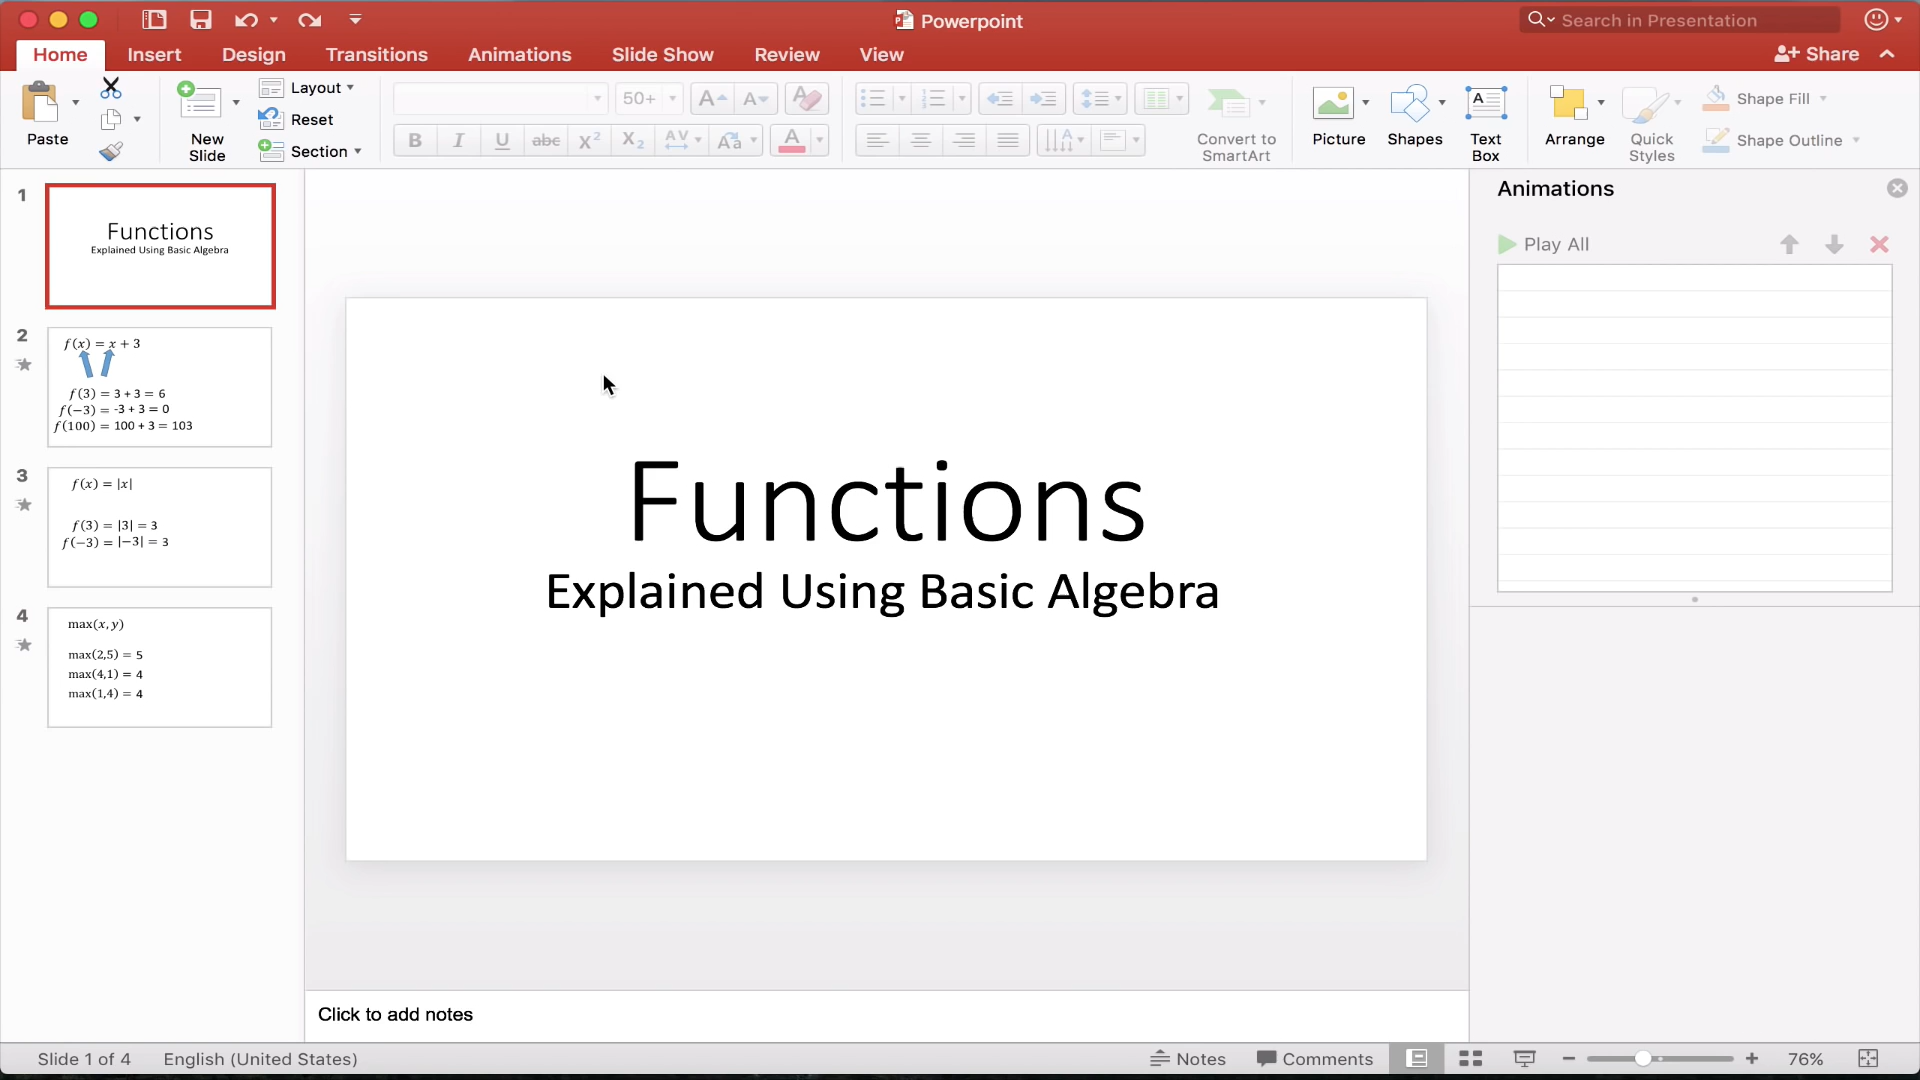 Powerpoint
Search in Presentation
Home Insert Design Transitions Animations Slide Show Review View
Share
Paste
New Slide
Layout
Reset
Section
50+
A A
B I U abc X² X₂ AV Aa A
Convert to SmartArt
Picture
Shapes
Text Box
Arrange
Quick Styles
Shape Fill
Shape Outline
1
Functions
Explained Using Basic Algebra
2
f(x) = x + 3
f(3) = 3 + 3 = 6
f(−3) = -3 + 3 = 0
f(100) = 100 + 3 = 103
3
f(x) = |x|
f(3) = |3| = 3
f(−3) = |−3| = 3
4
max(x, y)
max(2,5) = 5
max(4,1) = 4
max(1,4) = 4
Functions
Explained Using Basic Algebra
Animations
Play All
Click to add notes
Slide 1 of 4 English (United States)
Notes Comments 76%